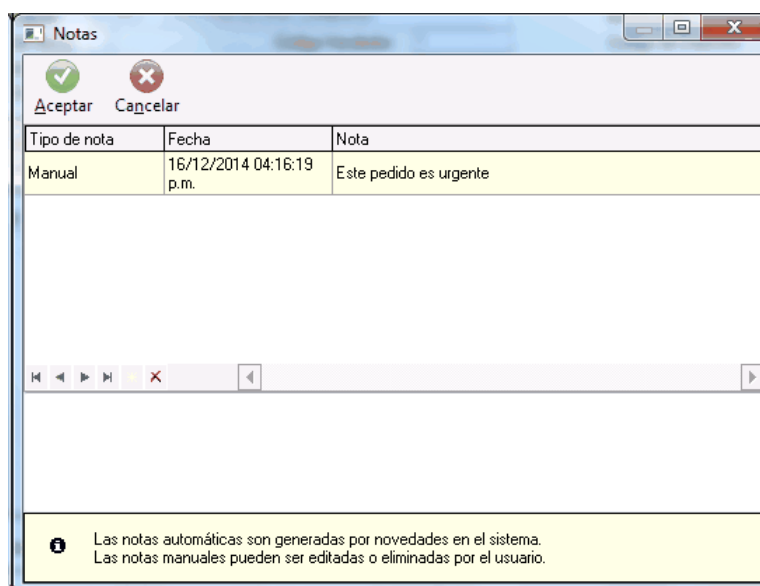 Notas
Aceptar Cancelar
Tipo de nota Fecha Nota
Manual 16/12/2014 04:16:19 p.m. Este pedido es urgente
Las notas automáticas son generadas por novedades en el sistema.
Las notas manuales pueden ser editadas o eliminadas por el usuario.